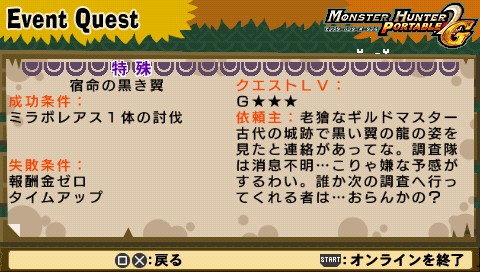 Event Quest
MONSTER HUNTER
PORTABLE 2nd G
特殊
宿命の黒き翼
成功条件：
ミラボレアス１体の討伐
失敗条件：
報酬金ゼロ
タイムアップ
クエストＬＶ：
G★★★
依頼主：老獪なギルドマスター
古代の城跡で黒い翼の龍の姿を
見たと連絡があってな。調査隊
は消息不明…こりゃ嫌な予感が
するわい。誰か次の調査へ行っ
てくれる者は…おらんかの？
□×:戻る
START:オンラインを終了